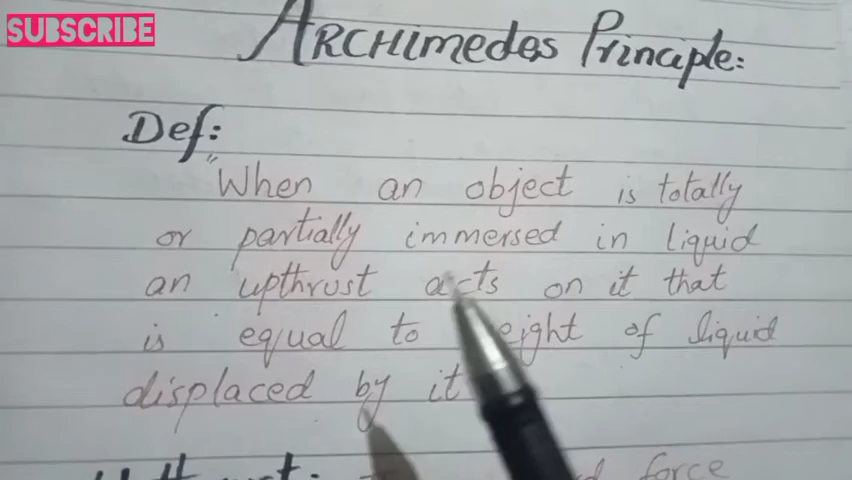 SUBSCRIBE
ARCHimedes Principle:
Def:
"When an object is totally
or partially immersed in liquid
an upthrust acts on it that
is equal to eight of liquid
displaced by it
force